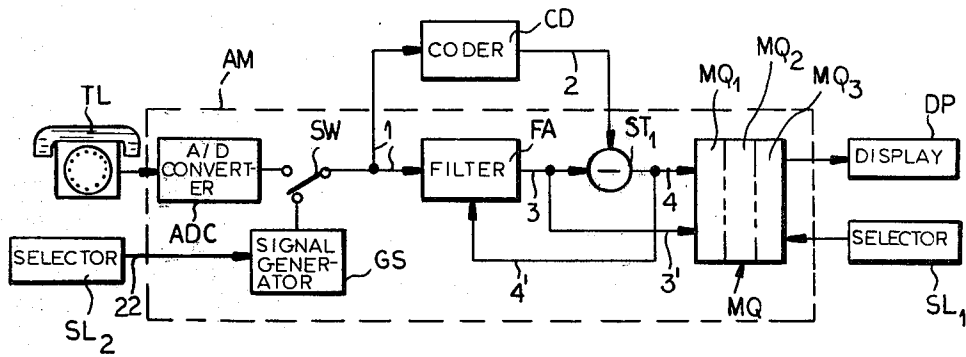 CD
CODER
AM
2
MQ1
MQ2
MQ3
TL
SW
1
1
FA
ST1
DP
A/D
CONVERT-
ER
FILTER
3
−
4
DISPLAY
ADC
SIGNAL
GENER-
ATOR
GS
4'
3'
SELECTOR
22
SL2
MQ
SELECTOR
SL1